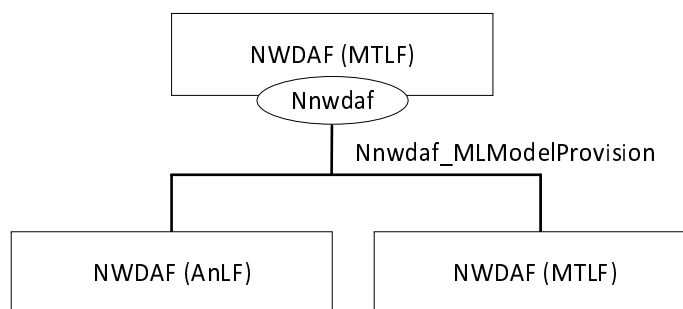 NWDAF (MTLF)
Nnwdaf
Nnwdaf_MLModelProvision
NWDAF (AnLF)
NWDAF (MTLF)